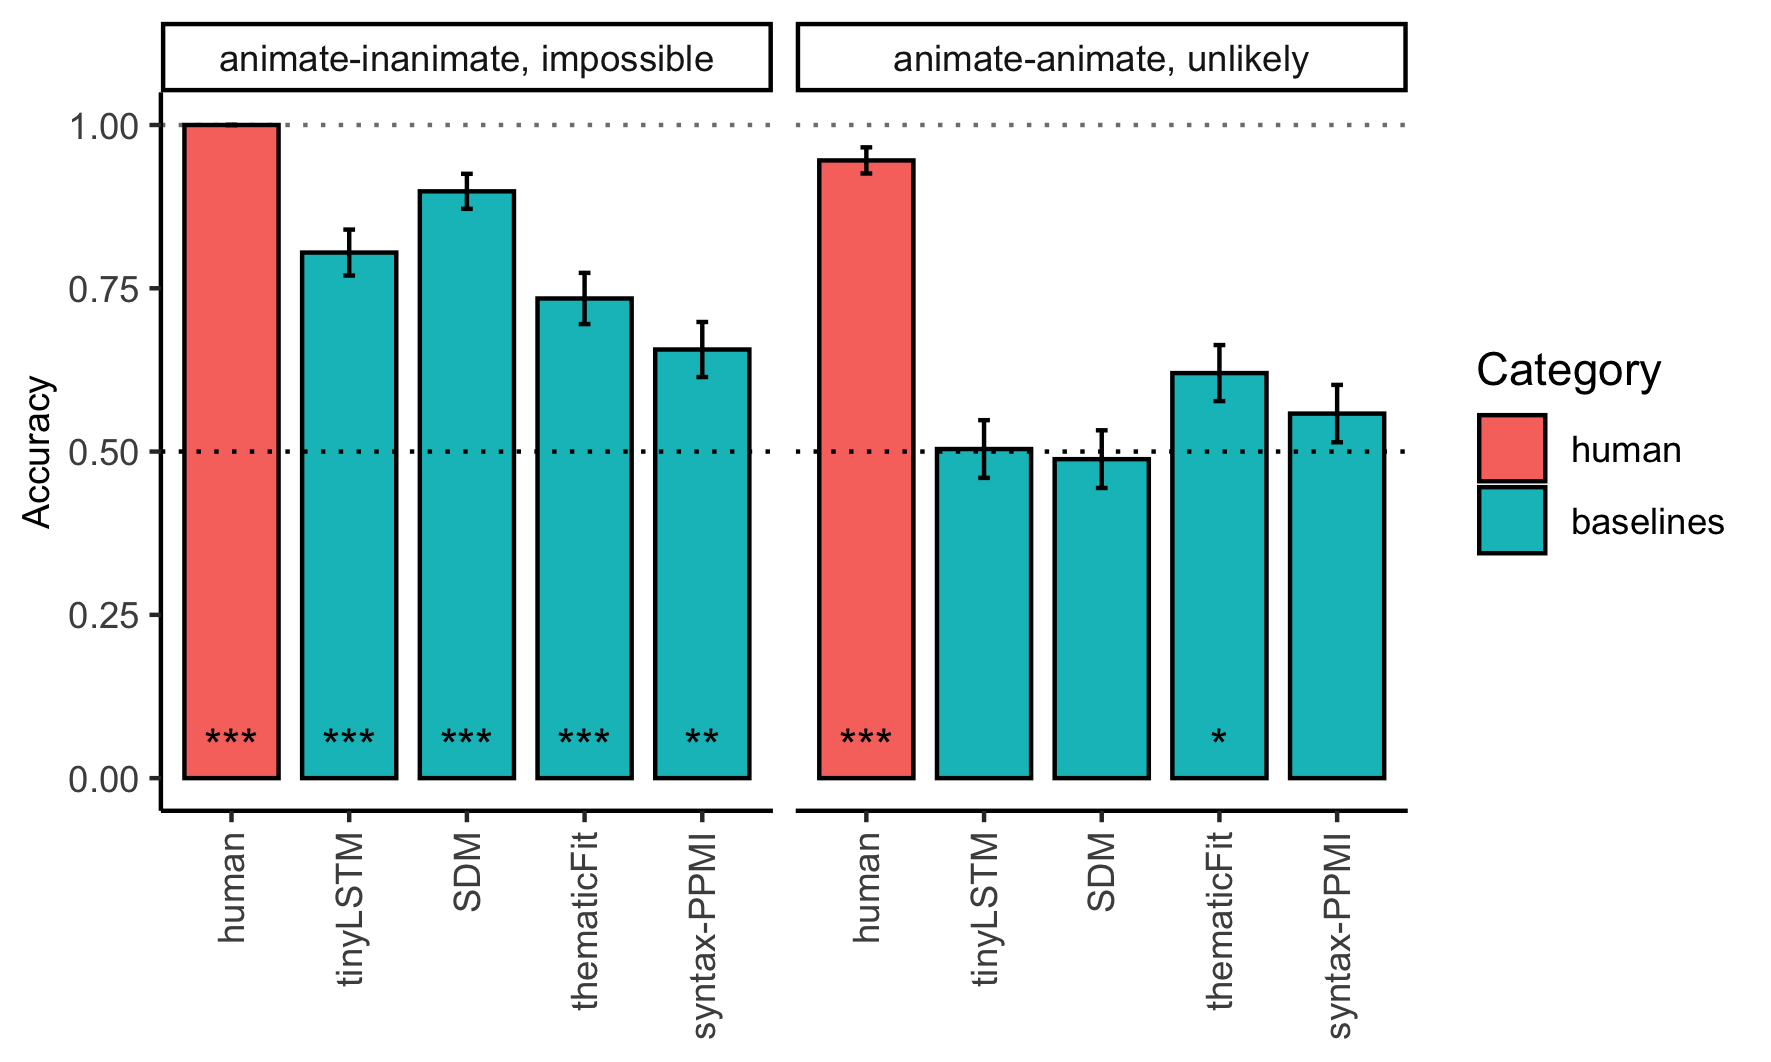 animate-inanimate, impossible
animate-animate, unlikely
Accuracy
1.00
0.75
0.50
0.25
0.00
*** *** *** *** **
*** *
human
tinyLSTM
SDM
thematicFit
syntax-PPMI
human
tinyLSTM
SDM
thematicFit
syntax-PPMI
Category
human
baselines